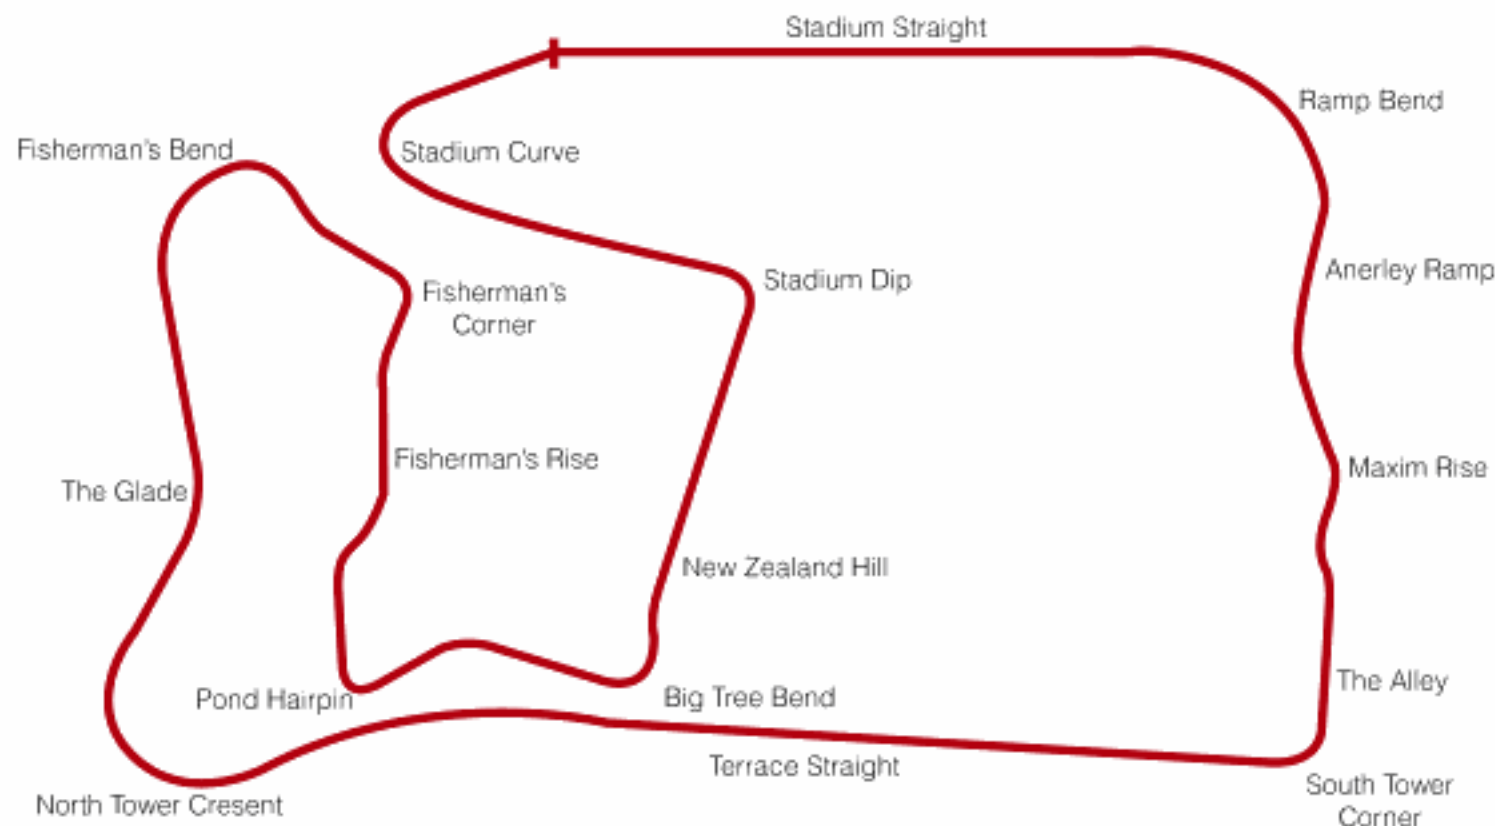 Stadium Straight
Ramp Bend
Fisherman's Bend
Stadium Curve
Anerley Ramp
Stadium Dip
Fisherman's
Corner
Fisherman's Rise
Maxim Rise
The Glade
New Zealand Hill
The Alley
Pond Hairpin
Big Tree Bend
Terrace Straight
South Tower
Corner
North Tower Cresent